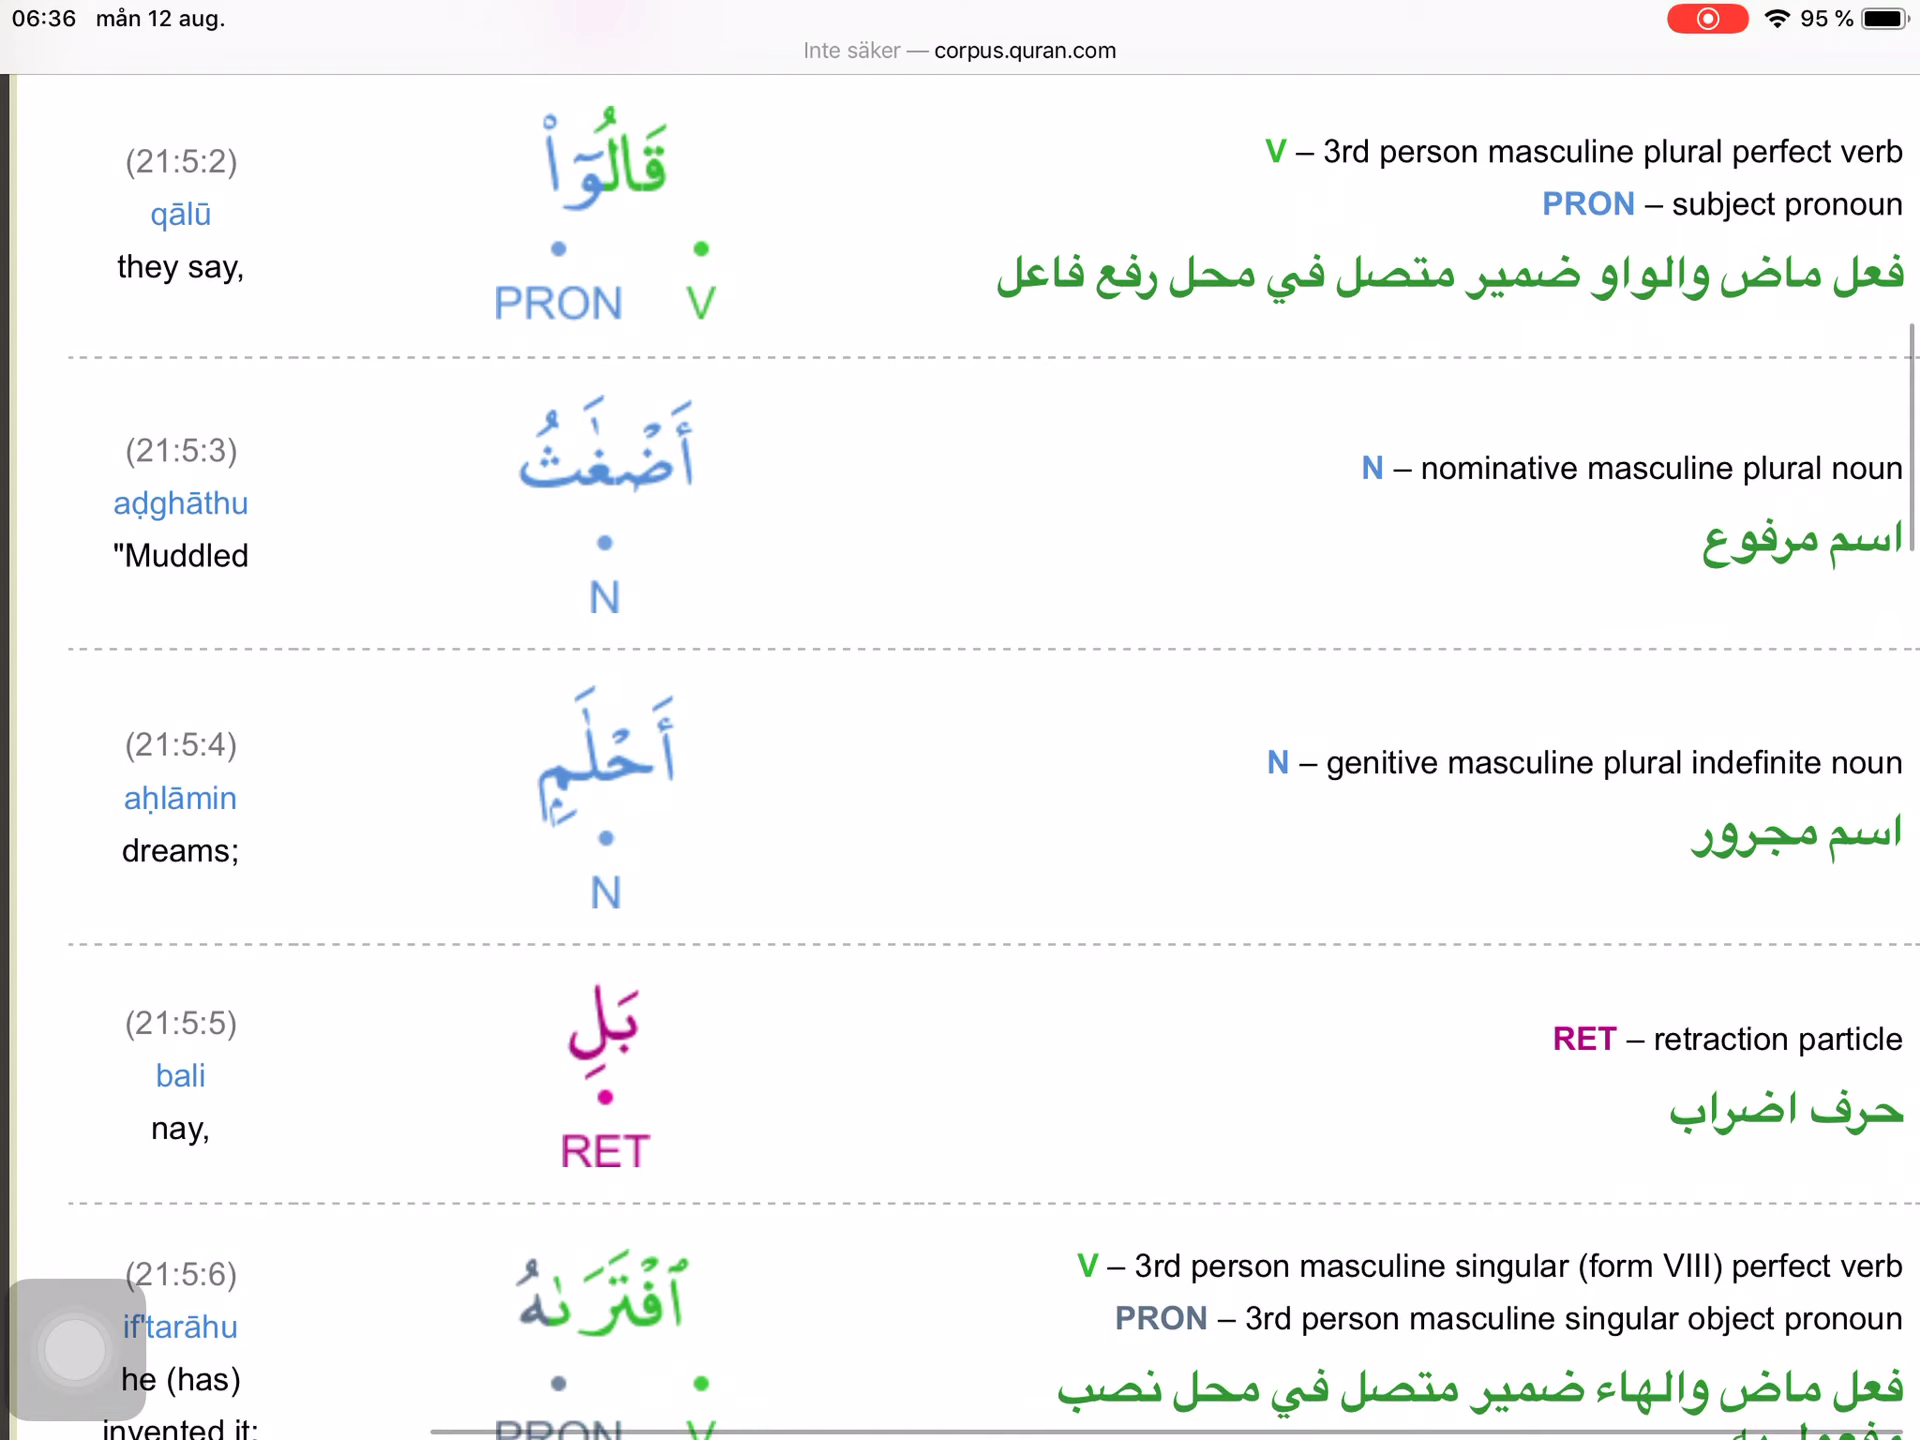 06:36 mån 12 aug. 95 %
Inte säker — corpus.quran.com
(21:5:2)
qālū
they say,
قَالُوٓا۟
PRON V
V – 3rd person masculine plural perfect verb
PRON – subject pronoun
فعل ماض والواو ضمير متصل في محل رفع فاعل
(21:5:3)
aḍghāthu
"Muddled
أَضْغَٰثُ
N
N – nominative masculine plural noun
اسم مرفوع
(21:5:4)
aḥlāmin
dreams;
أَحْلَٰمٍۭ
N
N – genitive masculine plural indefinite noun
اسم مجرور
(21:5:5)
bali
nay,
بَلِ
RET
RET – retraction particle
حرف اضراب
(21:5:6)
if'tarāhu
he (has)
invented it;
ٱفْتَرَىٰهُ
PRON V
V – 3rd person masculine singular (form VIII) perfect verb
PRON – 3rd person masculine singular object pronoun
فعل ماض والهاء ضمير متصل في محل نصب